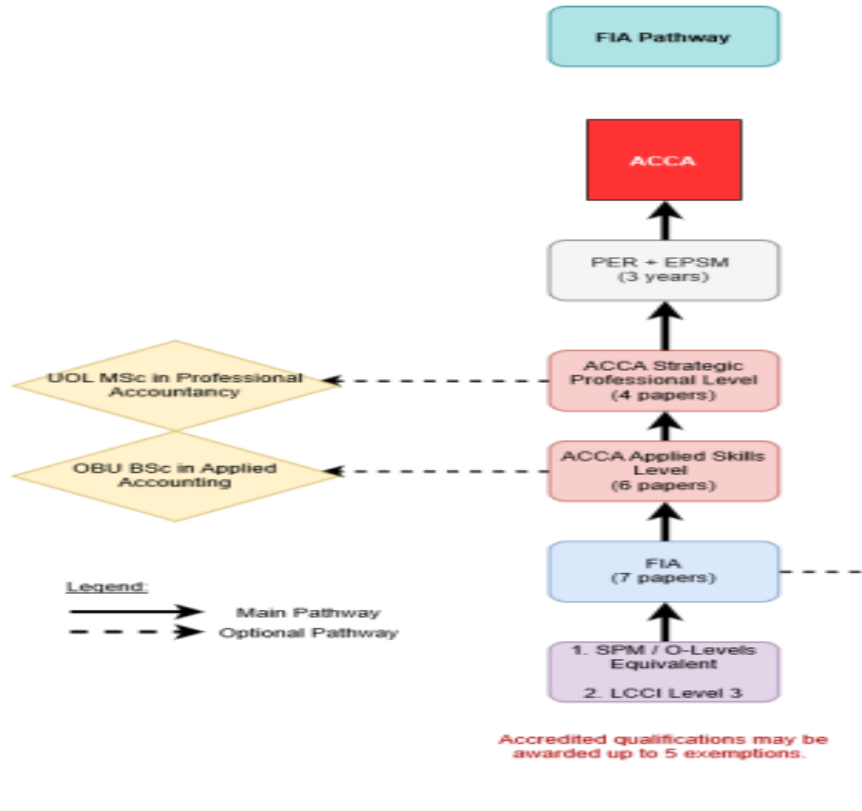 FIA Pathway
ACCA
PER + EPSM
(3 years)
ACCA Strategic
Professional Level
(4 papers)
UOL MSc in Professional
Accountancy
ACCA Applied Skills
Level
(6 papers)
OBU BSc in Applied
Accounting
FIA
(7 papers)
Legend:
Main Pathway
Optional Pathway
1. SPM / O-Levels
Equivalent
2. LCCI Level 3
Accredited qualifications may be
awarded up to 5 exemptions.